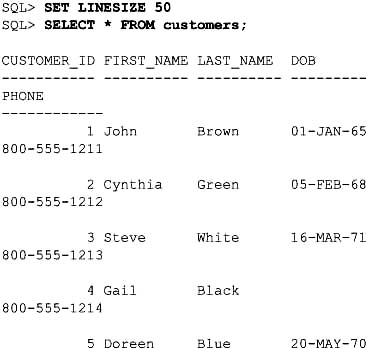 SQL> SET LINESIZE 50
SQL> SELECT * FROM customers;
CUSTOMER_ID FIRST_NAME LAST_NAME  DOB
----------- ---------- ---------- ---------
PHONE
------------
          1 John       Brown      01-JAN-65
800-555-1211
          2 Cynthia    Green      05-FEB-68
800-555-1212
          3 Steve      White      16-MAR-71
800-555-1213
          4 Gail       Black
800-555-1214
          5 Doreen     Blue       20-MAY-70